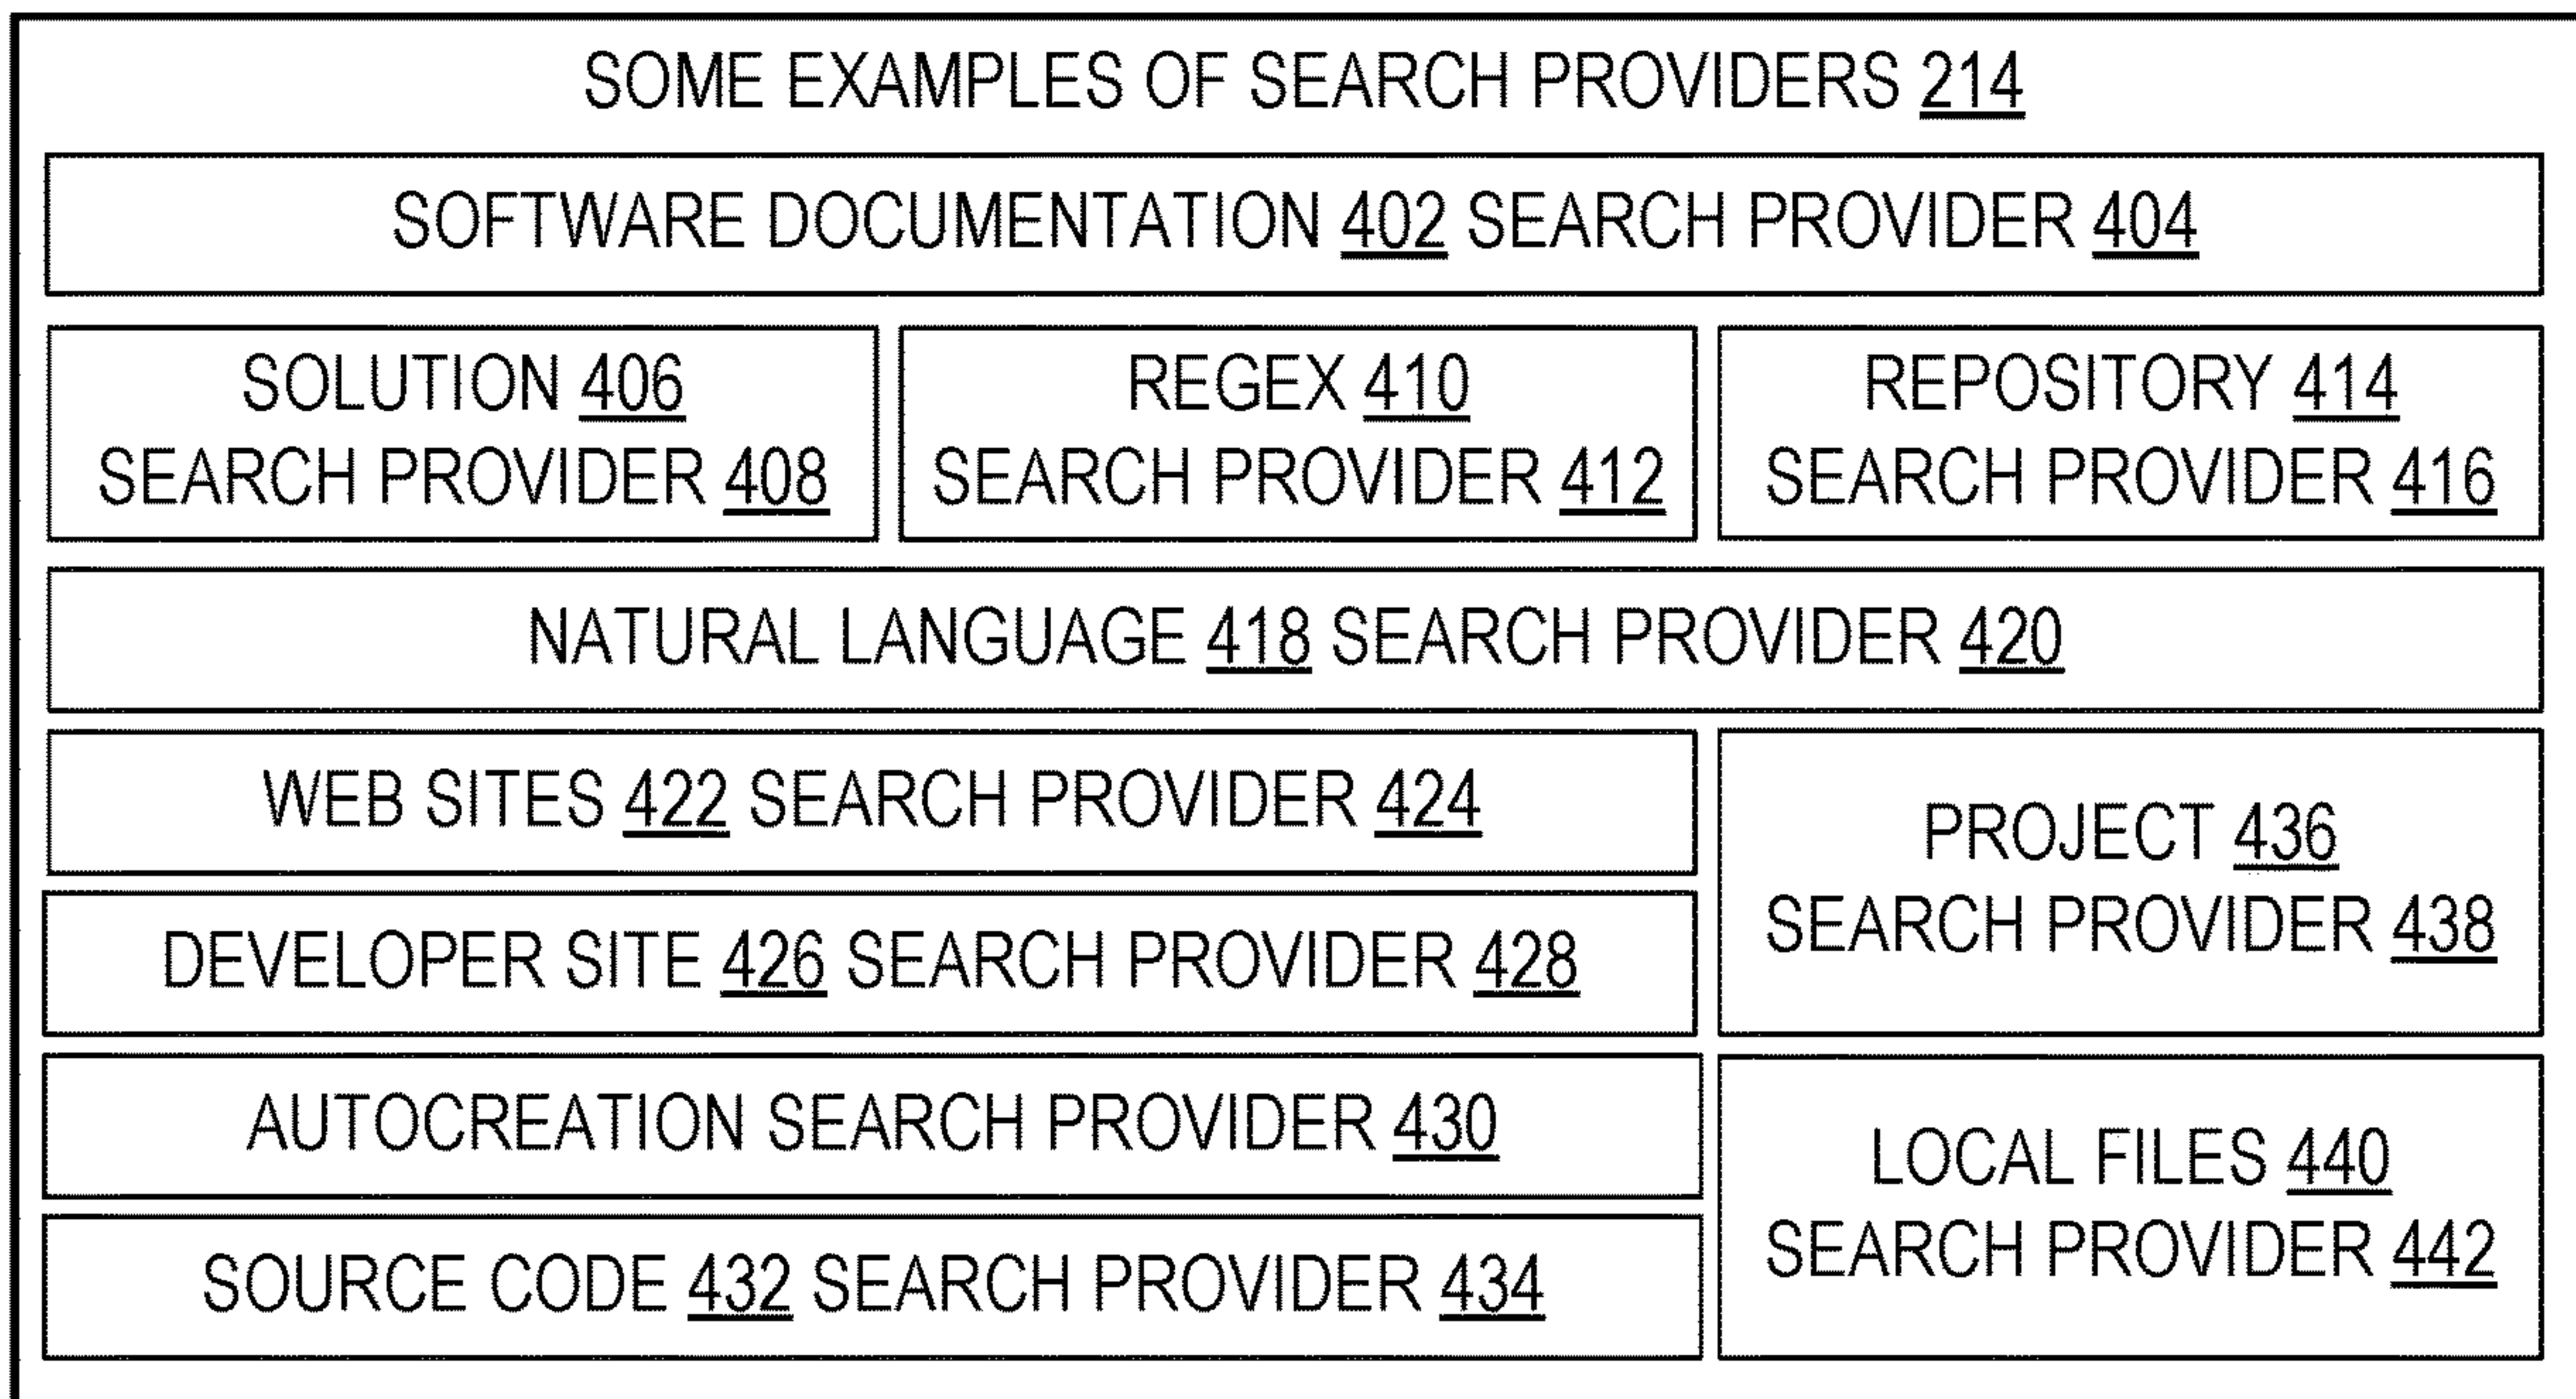 SOME EXAMPLES OF SEARCH PROVIDERS 214
SOFTWARE DOCUMENTATION 402 SEARCH PROVIDER 404
SOLUTION 406
SEARCH PROVIDER 408
REGEX 410
SEARCH PROVIDER 412
REPOSITORY 414
SEARCH PROVIDER 416
NATURAL LANGUAGE 418 SEARCH PROVIDER 420
WEB SITES 422 SEARCH PROVIDER 424
DEVELOPER SITE 426 SEARCH PROVIDER 428
PROJECT 436
SEARCH PROVIDER 438
AUTOCREATION SEARCH PROVIDER 430
SOURCE CODE 432 SEARCH PROVIDER 434
LOCAL FILES 440
SEARCH PROVIDER 442